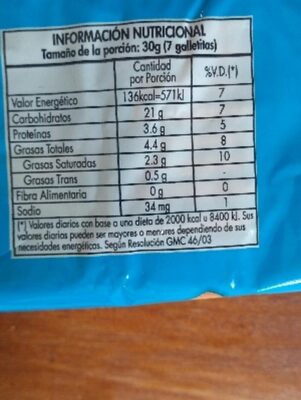 INFORMACIÓN NUTRICIONAL
Tamaño de la porción: 30g (7 galletitas)
Cantidad por Porción %V.D.(*)
Valor Energético 136kcal=571kJ 7
Carbohidratos 21 g 7
Proteínas 3.6 g 5
Grasas Totales 4.4 g 8
Grasas Saturadas 2.3 g 10
Grasas Trans 0.5 g -
Fibra Alimentaria 0 g 0
Sodio 34 mg 1
(*) Valores diarios con base a una dieta de 2000 kcal u 8400 kJ. Sus
valores diarios pueden ser mayores o menores dependiendo de sus
necesidades energéticas. Según Resolución GMC 46/03